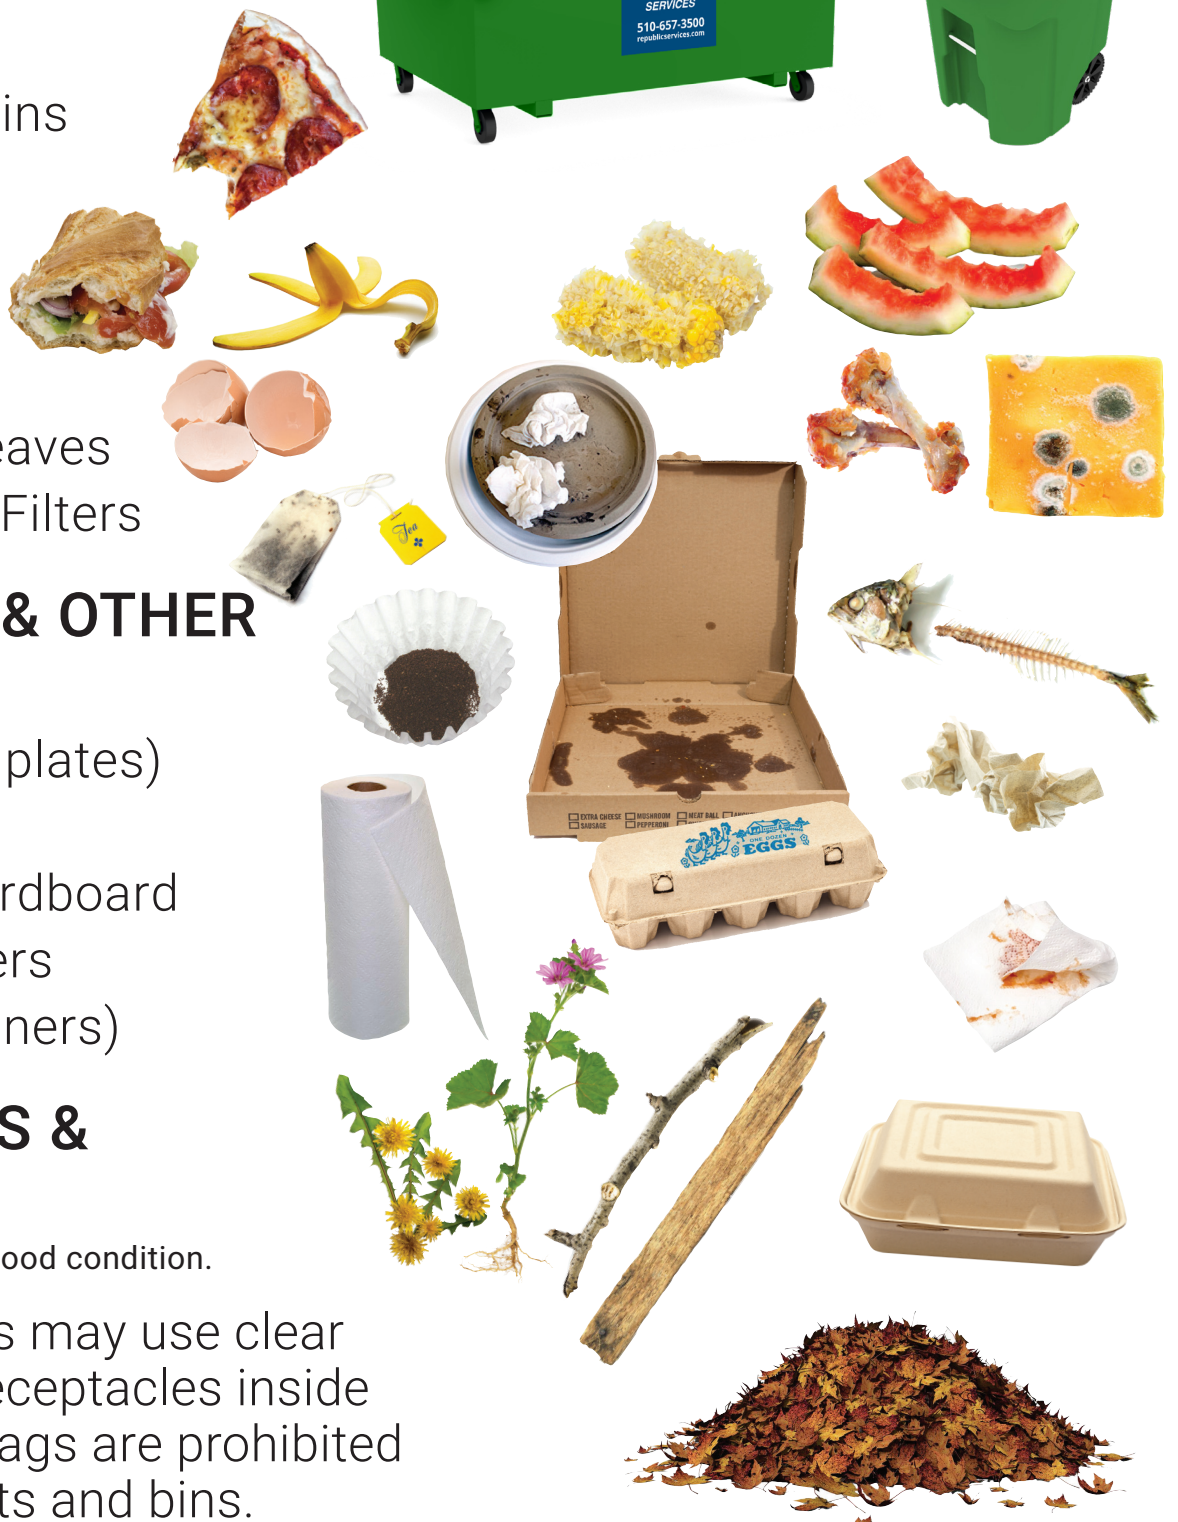 SERVICES
510-657-3500
republicservices.com
ins
eaves
Filters
Tea
& OTHER
plates)
EXTRA CHEESE
MUSHROOM
MEAT BALL
SAUSAGE
PEPPERONI
ONE DOZEN
EGGS
rdboard
ers
ners)
S &
ood condition.
s may use clear
eceptacles inside
ags are prohibited
ts and bins.